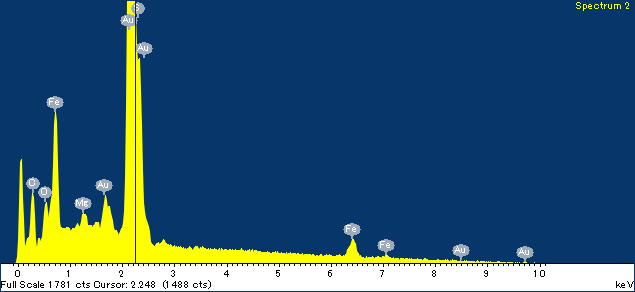 Spectrum 2
S
Au
Au
Fe
C
Au
O
Mg
Fe
Fe
Au
Au
0 1 2 3 4 5 6 7 8 9 10
Full Scale 1781 cts Cursor: 2.248 (1488 cts) keV